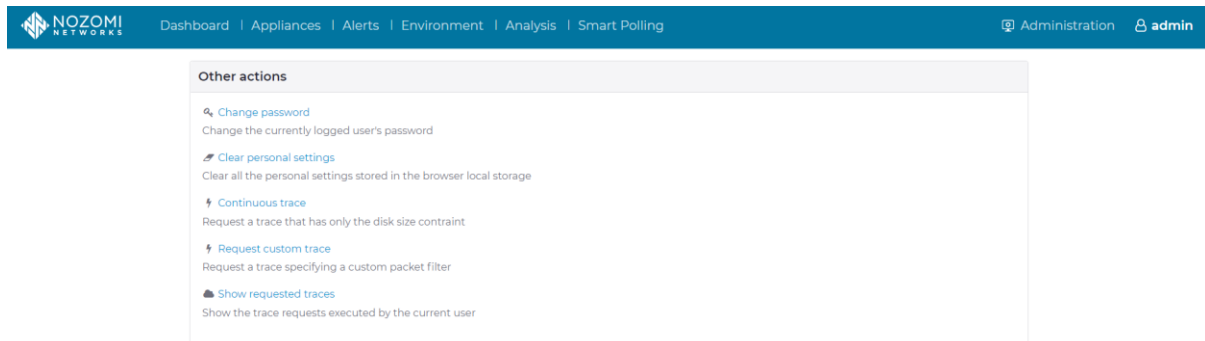 NOZOMI NETWORKS Dashboard | Appliances | Alerts | Environment | Analysis | Smart Polling Administration admin
Other actions
Change password
Change the currently logged user's password
Clear personal settings
Clear all the personal settings stored in the browser local storage
Continuous trace
Request a trace that has only the disk size contraint
Request custom trace
Request a trace specifying a custom packet filter
Show requested traces
Show the trace requests executed by the current user